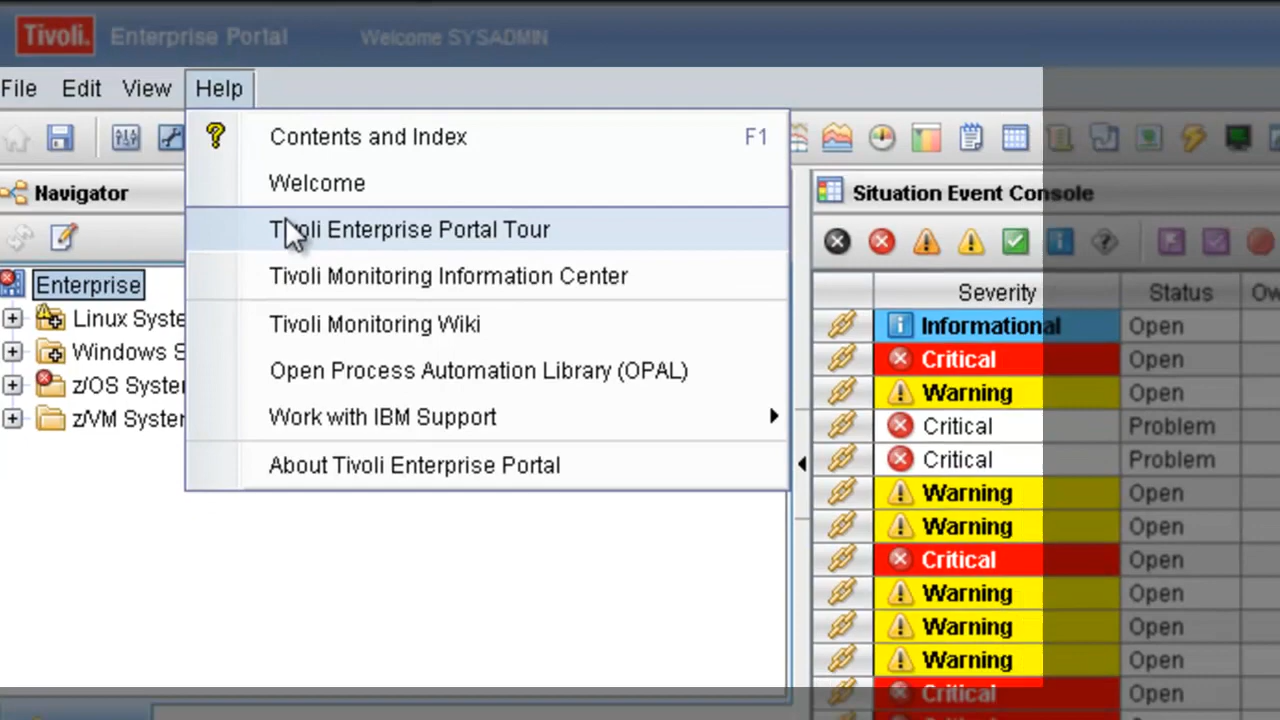 Tivoli. Enterprise Portal Welcome SYSADMIN
File Edit View Help
Contents and Index F1
Welcome
Tivoli Enterprise Portal Tour
Tivoli Monitoring Information Center
Tivoli Monitoring Wiki
Open Process Automation Library (OPAL)
Work with IBM Support
About Tivoli Enterprise Portal
Navigator
Enterprise
Linux Syste
Windows S
z/OS System
z/VM System
Situation Event Console
Severity Status Ow
Informational Open
Critical Open
Warning Open
Critical Problem
Critical Problem
Warning Open
Warning Open
Critical Open
Warning Open
Warning Open
Warning Open
Critical Open